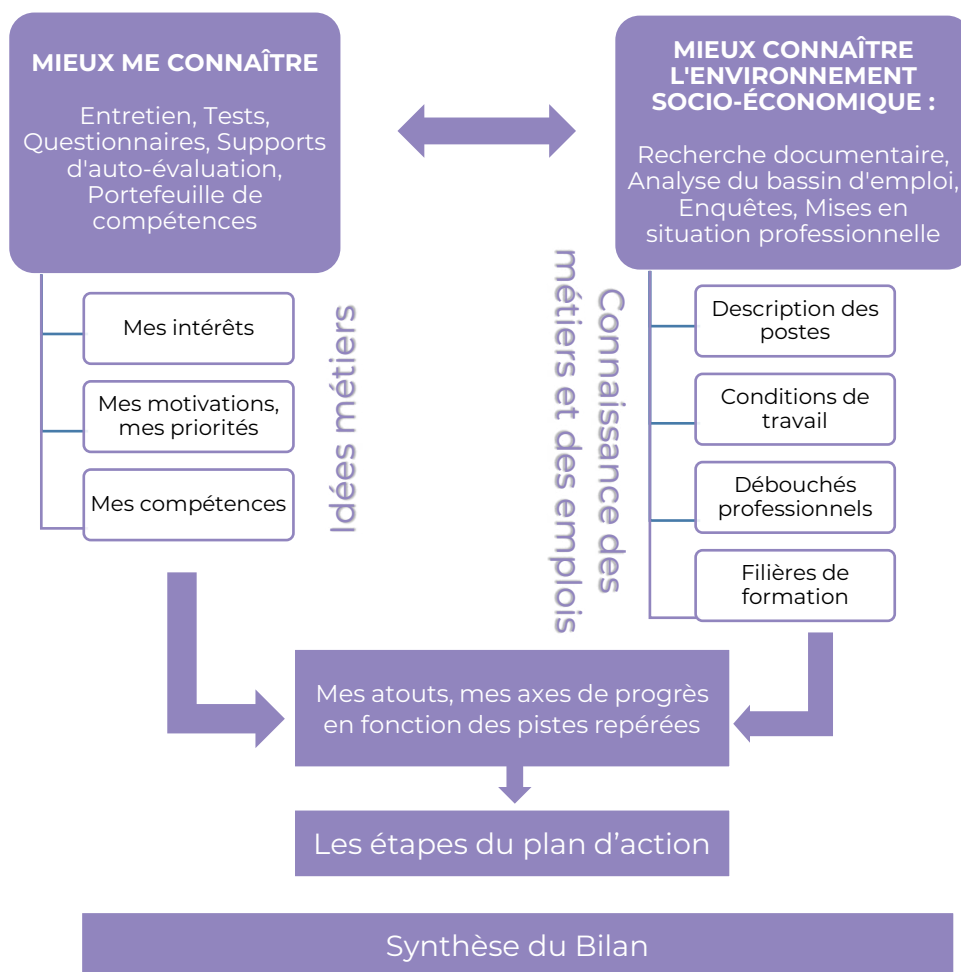 MIEUX ME CONNAÎTRE
Entretien, Tests,
Questionnaires, Supports
d'auto-évaluation,
Portefeuille de
compétences
Mes intérêts
Mes motivations,
mes priorités
Mes compétences
Idées métiers
MIEUX CONNAÎTRE
L'ENVIRONNEMENT
SOCIO-ÉCONOMIQUE :
Recherche documentaire,
Analyse du bassin d'emploi,
Enquêtes, Mises en
situation professionnelle
Connaissance des
métiers et des emplois
Description des
postes
Conditions de
travail
Débouchés
professionnels
Filières de
formation
Mes atouts, mes axes de progrès
en fonction des pistes repérées
Les étapes du plan d’action
Synthèse du Bilan